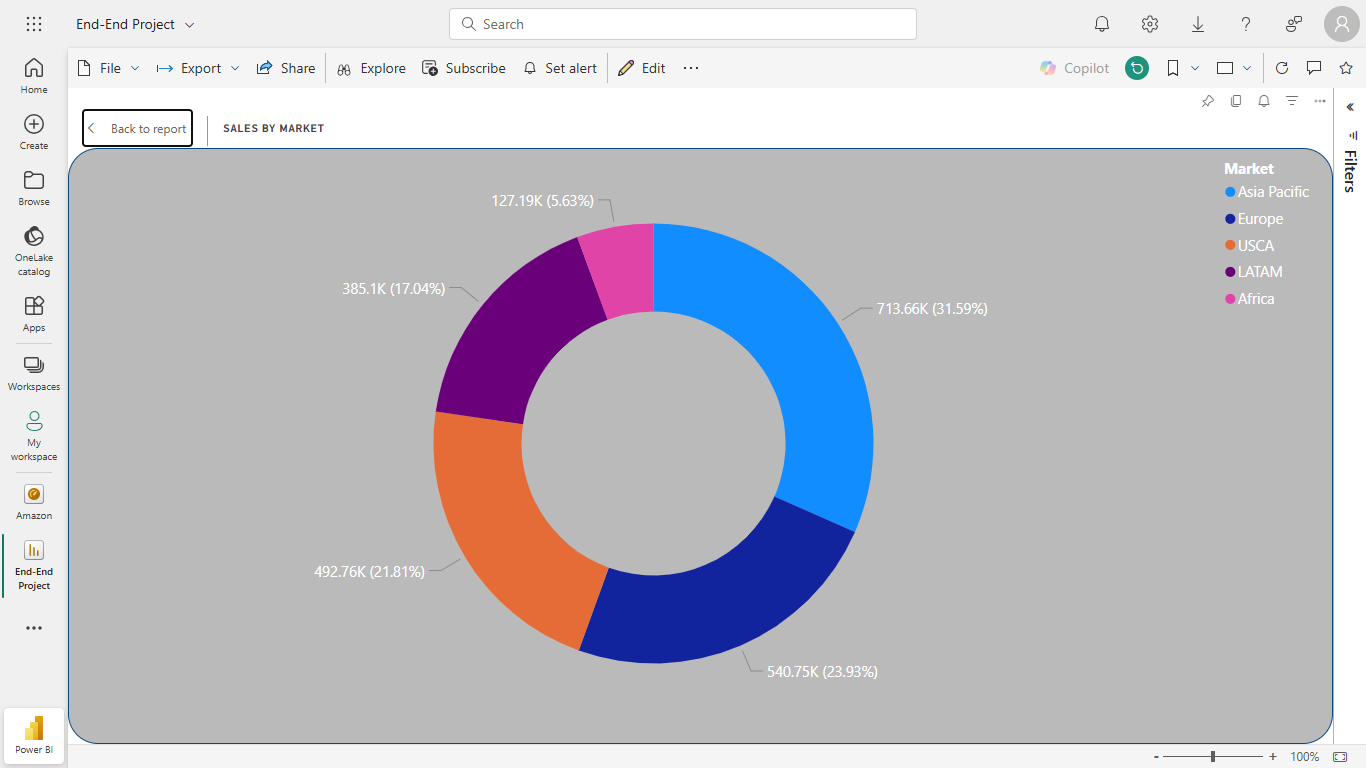 End-End Project
Search
Home
Create
Browse
OneLake
catalog
Apps
Workspaces
My
workspace
Amazon
End-End
Project
Power BI
File
Export
Share
Explore
Subscribe
Set alert
Edit
Copilot
Back to report
SALES BY MARKET
Filters
Market
Asia Pacific
Europe
USCA
LATAM
Africa
127.19K (5.63%)
385.1K (17.04%)
713.66K (31.59%)
492.76K (21.81%)
540.75K (23.93%)
- + 100%